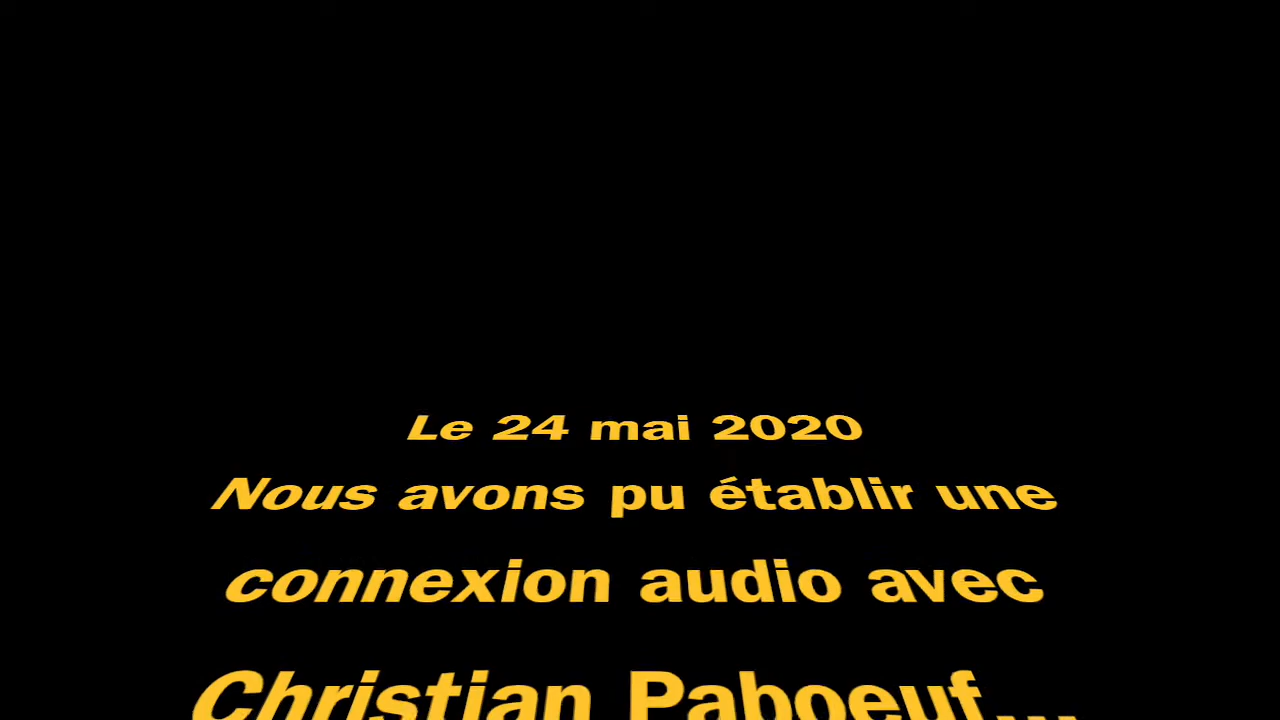 Le 24 mai 2020
Nous avons pu établir une
connexion audio avec
Christian Paboeuf...